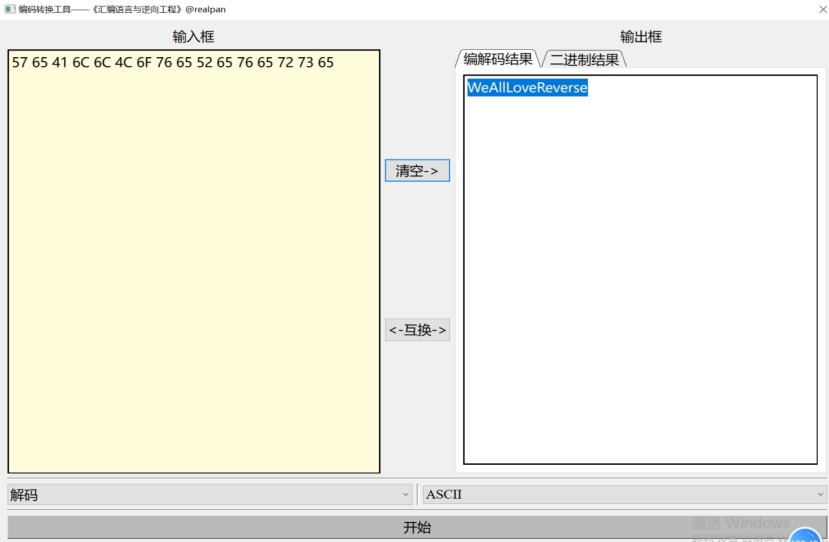 编码转换工具——《汇编语言与逆向工程》@realpan
输入框
输出框
57 65 41 6C 6C 4C 6F 76 65 52 65 76 65 72 73 65
编解码结果
二进制结果
WeAllLoveReverse
清空->
<-互换->
解码
ASCII
开始
激活 Windows